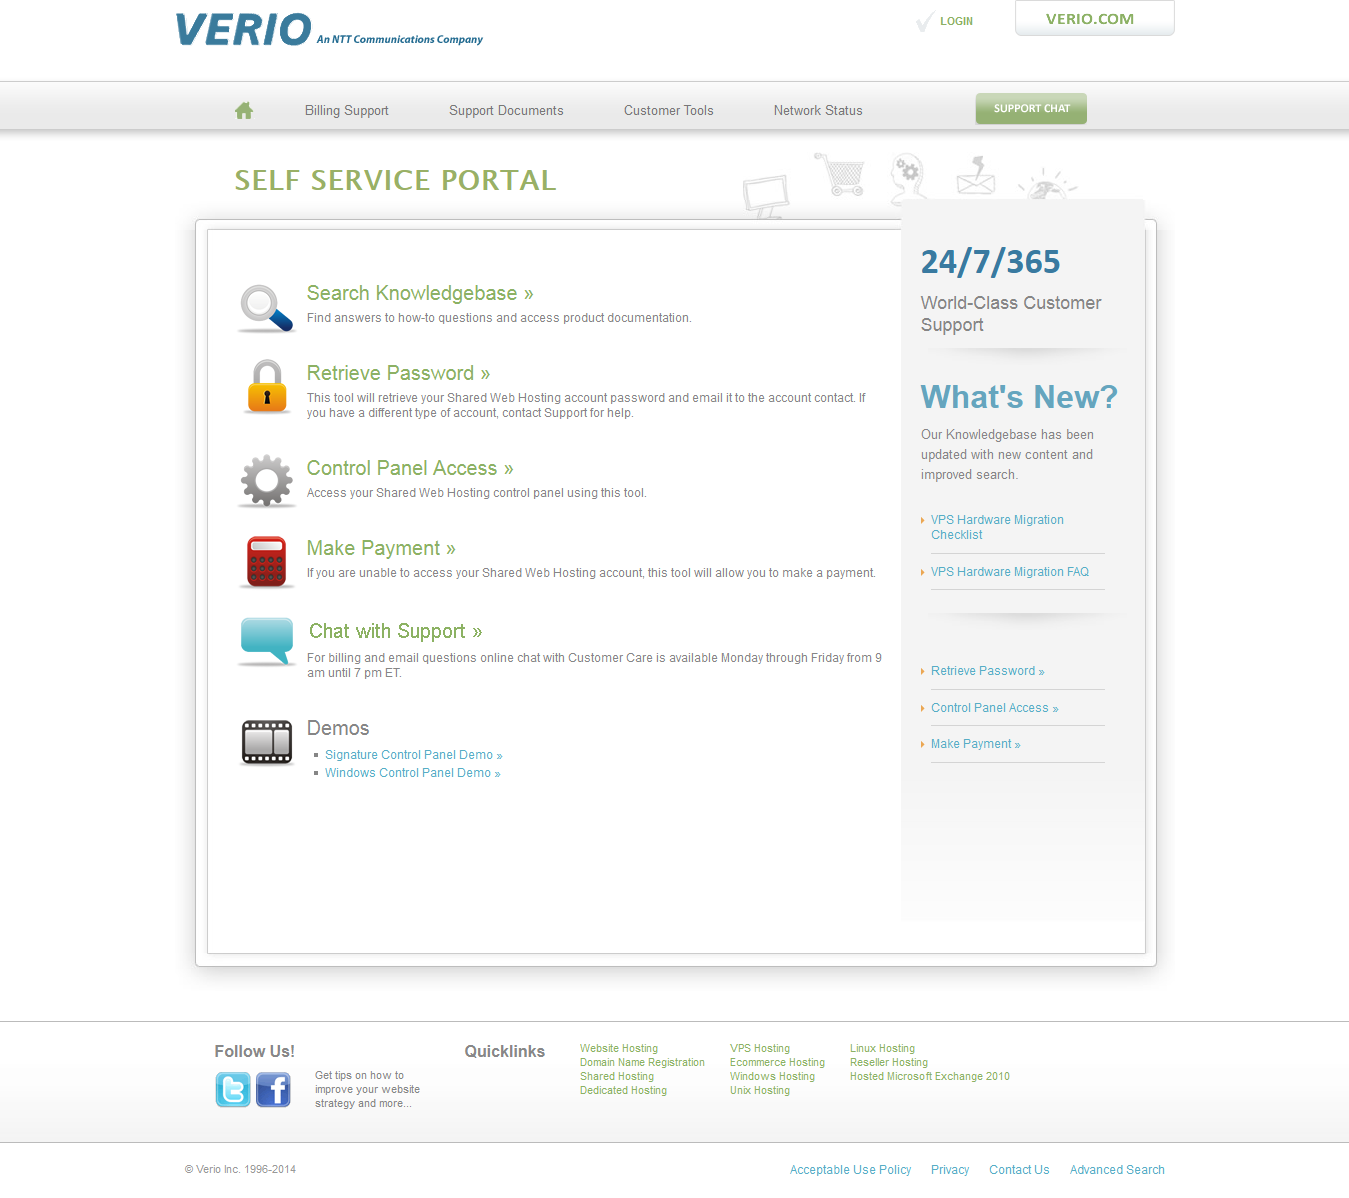 VERIO An NTT Communications Company
LOGIN
VERIO.COM
Billing Support
Support Documents
Customer Tools
Network Status
SUPPORT CHAT
SELF SERVICE PORTAL
Search Knowledgebase »
Find answers to how-to questions and access product documentation.
Retrieve Password »
This tool will retrieve your Shared Web Hosting account password and email it to the account contact. If
you have a different type of account, contact Support for help.
Control Panel Access »
Access your Shared Web Hosting control panel using this tool.
Make Payment »
If you are unable to access your Shared Web Hosting account, this tool will allow you to make a payment.
Chat with Support »
For billing and email questions online chat with Customer Care is available Monday through Friday from 9
am until 7 pm ET.
Demos
Signature Control Panel Demo »
Windows Control Panel Demo »
24/7/365
World-Class Customer
Support
What's New?
Our Knowledgebase has been
updated with new content and
improved search.
VPS Hardware Migration
Checklist
VPS Hardware Migration FAQ
Retrieve Password »
Control Panel Access »
Make Payment »
Follow Us!
Get tips on how to
improve your website
strategy and more...
Quicklinks
Website Hosting
Domain Name Registration
Shared Hosting
Dedicated Hosting
VPS Hosting
Ecommerce Hosting
Windows Hosting
Unix Hosting
Linux Hosting
Reseller Hosting
Hosted Microsoft Exchange 2010
© Verio Inc. 1996-2014
Acceptable Use Policy
Privacy
Contact Us
Advanced Search